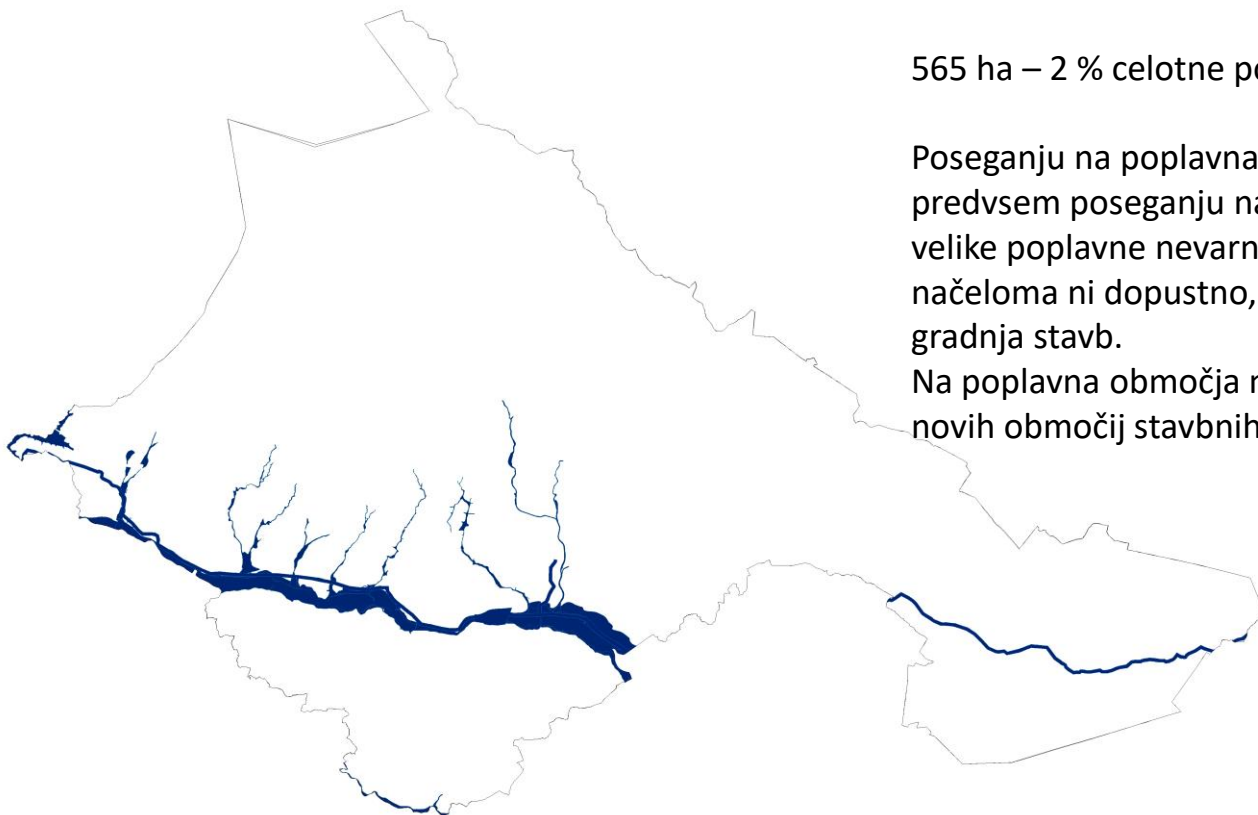 565 ha – 2 % celotne po
Poseganju na poplavna
predvsem poseganju na
velike poplavne nevarn
načeloma ni dopustno,
gradnja stavb.
Na poplavna območja n
novih območij stavbnih